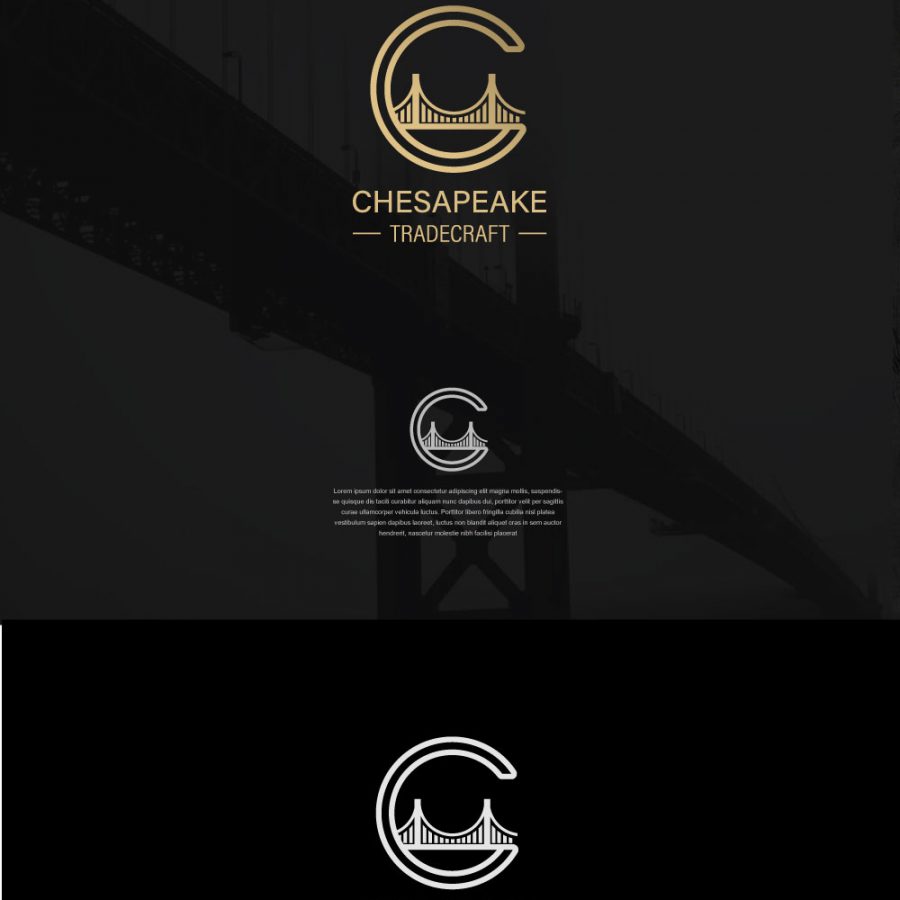 CHESAPEAKE
TRADECRAFT
Lorem ipsum dolor sit amet consectetur adipiscing elit magna mollis, suspendis-
se quisque dis taciti curabitur aliquam nunc dapibus dui, porttitor vel per sagittis
curae ullamcorper vehicula luctus. Porttitor libero fringilla cubilia nisl platea
vestibulum sapien dapibus laoreet, luctus non blandit aliquet cras in sem auctor
hendrerit, nascetur molestie nibh facilisi placerat